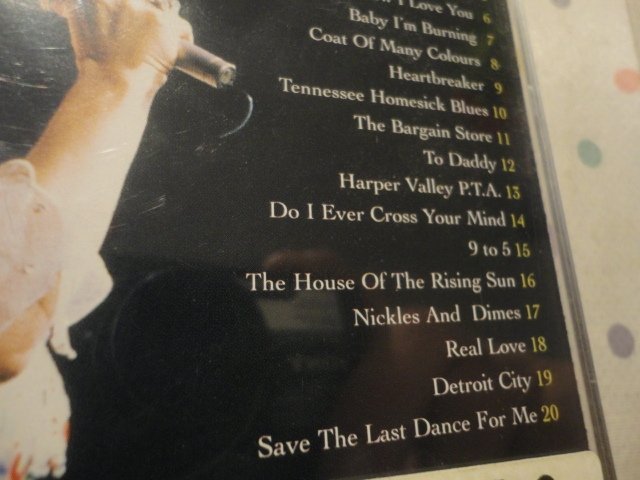 I Love You 6
Baby I'm Burning 7
Coat Of Many Colours 8
Heartbreaker 9
Tennessee Homesick Blues 10
The Bargain Store 11
To Daddy 12
Harper Valley P.T.A. 13
Do I Ever Cross Your Mind 14
9 to 5 15
The House Of The Rising Sun 16
Nickles And Dimes 17
Real Love 18
Detroit City 19
Save The Last Dance For Me 20